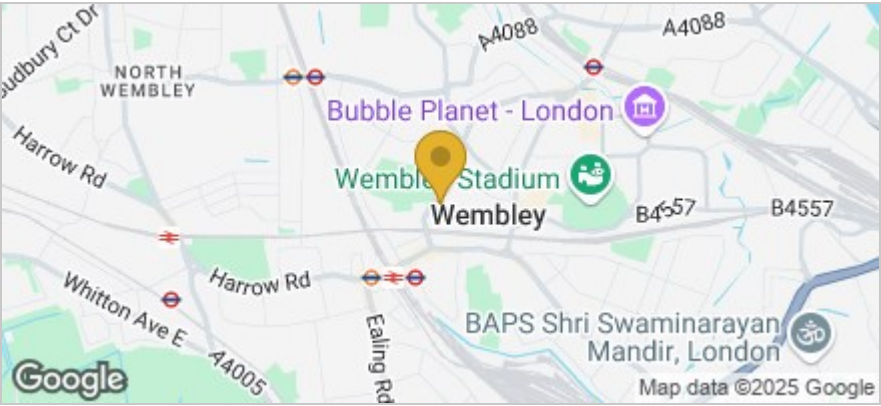 A4088
A4088
udbury Ct Dr
NORTH
WEMBLEY
Bubble Planet - London
Harrow Rd
Wembley Stadium
Wembley
B4557
B4557
Harrow Rd
Whitton Ave E
A4005
Ealing Rd
BAPS Shri Swaminarayan
Mandir, London
Google
Map data ©2025 Google